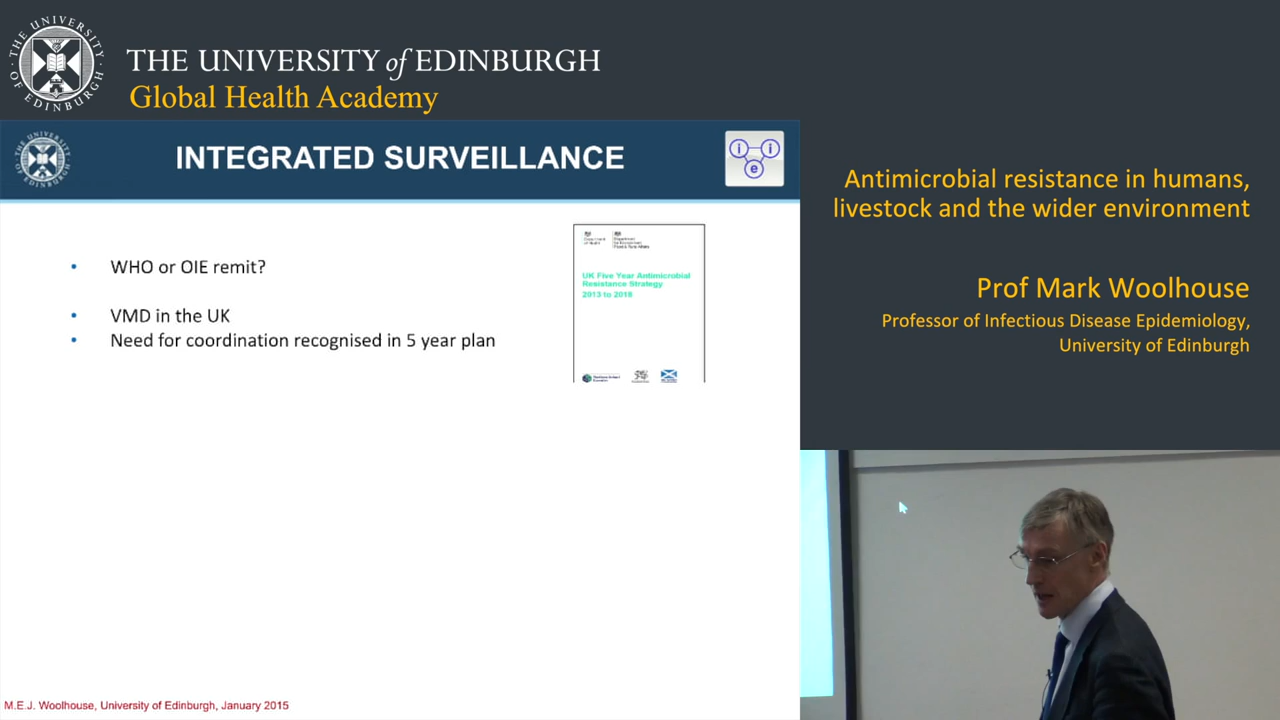 THE UNIVERSITY of EDINBURGH
Global Health Academy
INTEGRATED SURVEILLANCE
i i
e
• WHO or OIE remit?
• VMD in the UK
• Need for coordination recognised in 5 year plan
UK Five Year Antimicrobial
Resistance Strategy
2013 to 2018
M.E.J. Woolhouse, University of Edinburgh, January 2015
Antimicrobial resistance in humans,
livestock and the wider environment
Prof Mark Woolhouse
Professor of Infectious Disease Epidemiology,
University of Edinburgh